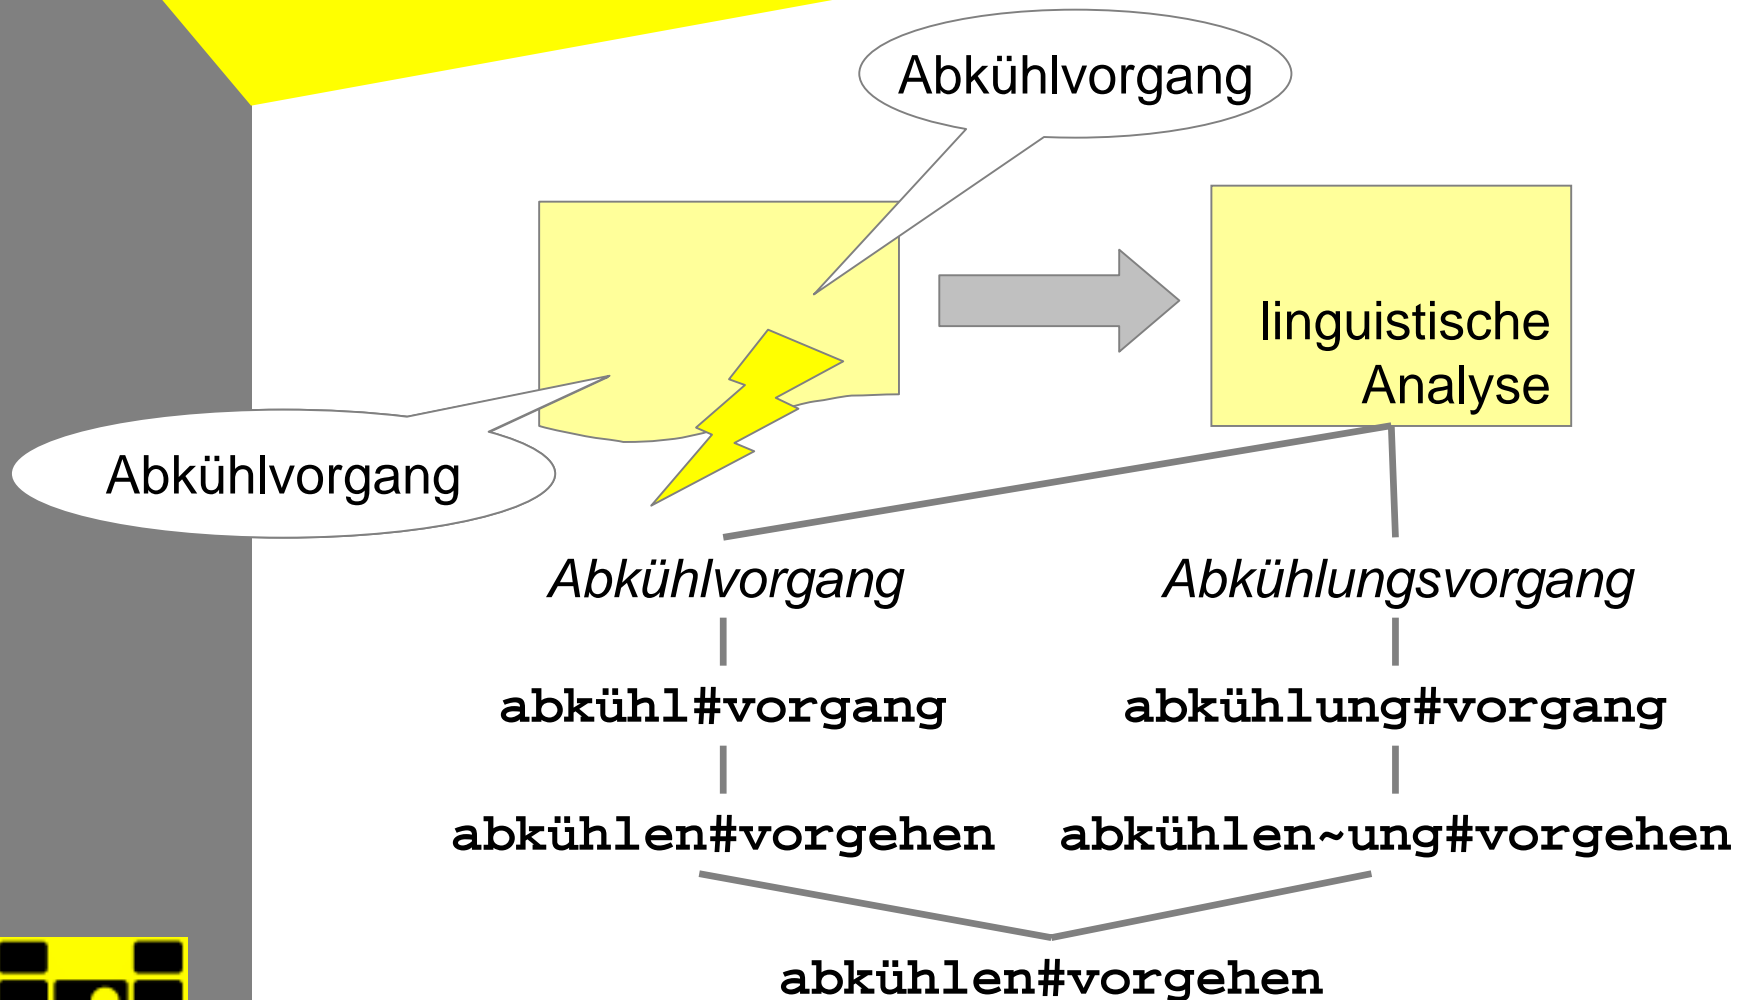 Abkühlvorgang
linguistische
Analyse
Abkühlvorgang
Abkühlvorgang Abkühlungsvorgang
abkühl#vorgang abkühlung#vorgang
abkühlen#vorgehen abkühlen~ung#vorgehen
abkühlen#vorgehen